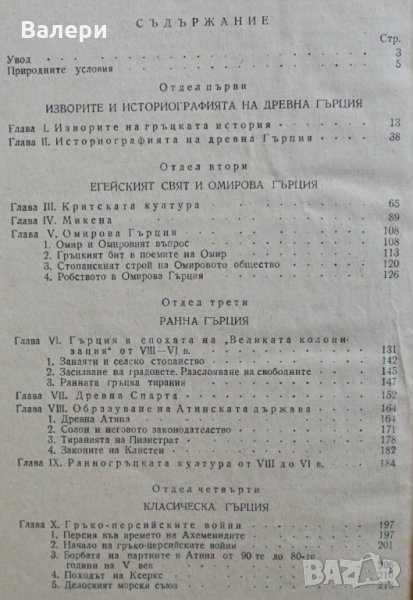 Валери
СЪДЪРЖАНИЕ
Стр.
Увод 3
Природните условия 5
Отдел първи
ИЗВОРИТЕ И ИСТОРИОГРАФИЯТА НА ДРЕВНА ГЪРЦИЯ
Глава I. Изворите на гръцката история 13
Глава II. Историографията на древна Гърция 38
Отдел втори
ЕГЕЙСКИЯТ СВЯТ И ОМИРОВА ГЪРЦИЯ
Глава III. Критската култура 65
Глава IV. Микена 89
Глава V. Омирова Гърция 108
1. Омир и Омировият въпрос 108
2. Гръцкият бит в поемите на Омир 113
3. Стопанският строй на Омировото общество 120
4. Робството в Омирова Гърция 126
Отдел трети
РАННА ГЪРЦИЯ
Глава VI. Гърция в епохата на „Великата колони-
зация" от VIII—VI в. 131
1. Занаяти и селско стопанство 142
2. Засилване на градовете. Разслояване на свободните 145
3. Ранната гръцка тирания 147
Глава VII. Древна Спарта 152
Глава VIII. Образуване на Атинската държава 164
1. Древна Атина 164
2. Солон и неговото законодателство 171
3. Тиранията на Пизистрат 178
4. Законите на Клистен 182
Глава IX. Ранногръцката култура от VIII до VI в. 184
Отдел четвърти
КЛАСИЧЕСКА ГЪРЦИЯ
Глава X. Гръко-персийските войни 197
1. Персия във времето на Ахеменидите 197
2. Начало на гръко-персийските войни 201
3. Борбата на партиите в Атина от 90-те до 80-те
години на V век
4. Походът на Ксеркс
5. Делоският морски съюз
bazar.bg